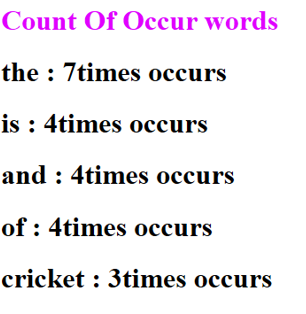 Count Of Occur words
the : 7times occurs
is : 4times occurs
and : 4times occurs
of : 4times occurs
cricket : 3times occurs